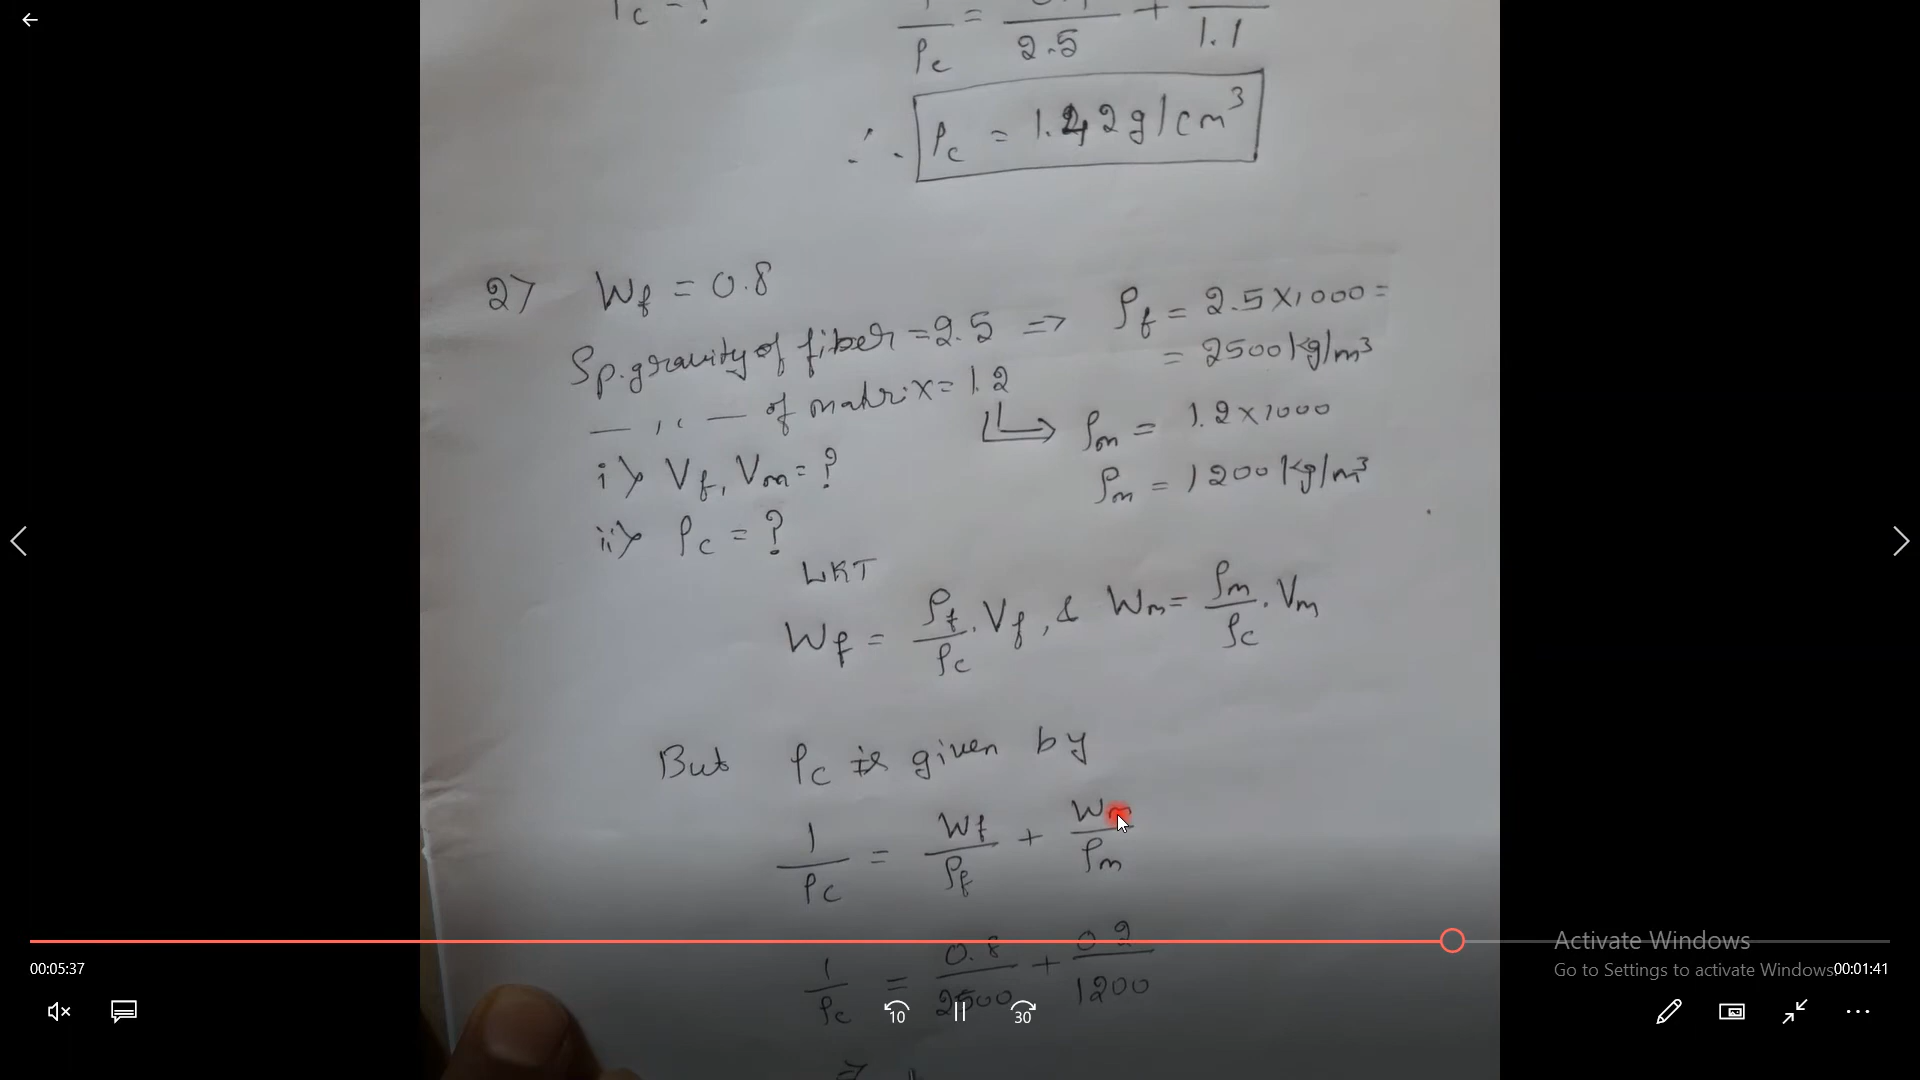 ρc = ?
1/ρc = /2.5 + /1.1
∴ ρc = 1.42 g/cm³
2> Wf = 0.8
Sp. gravity of fiber = 2.5 => ρf = 2.5 × 1000 =
= 2500 kg/m³
— ,, — of matrix = 1.2
ρm = 1.2 × 1000
i> Vf, Vm = ?
ρm = 1200 kg/m³
ii> ρc = ?
WKT
Wf = ρf/ρc . Vf, & Wm = ρm/ρc . Vm
But ρc is given by
1/ρc = Wf/ρf + Wm/ρm
1/ρc = 0.8/2500 + 0.2/1200
=>
Activate Windows
Go to Settings to activate Windows.
00:05:37
00:01:41
10
30